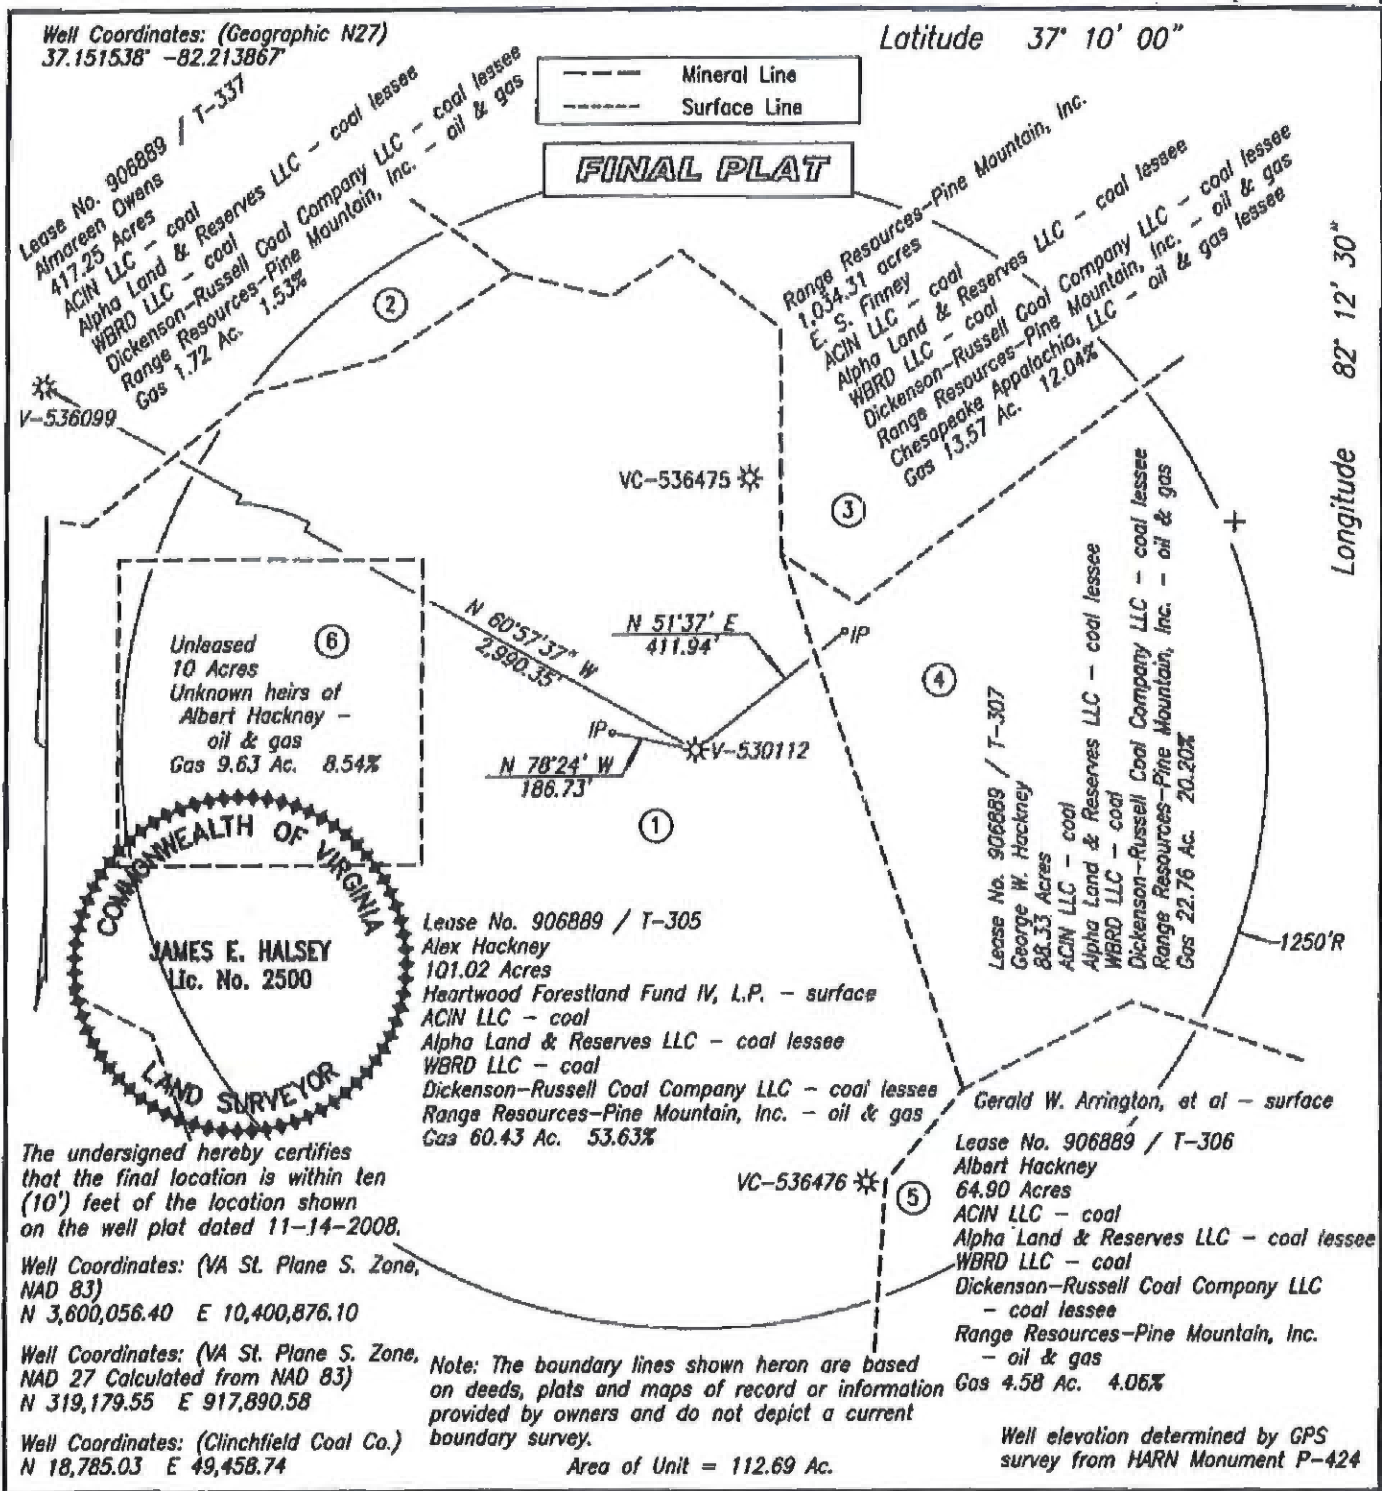 Well Coordinates: (Geographic N27)
37.151538° -82.213867°
Latitude 37° 10' 00"
Mineral Line
Surface Line
FINAL PLAT
Longitude 82° 12' 30"
Lease No. 906889 / T-337
Almareen Owens
417.25 Acres
ACIN LLC - coal
Alpha Land & Reserves LLC - coal lessee
WBRD LLC - coal
Dickenson-Russell Coal Company LLC - coal lessee
Range Resources-Pine Mountain, Inc. - oil & gas
Gas 1.72 Ac. 1.53%
2
V-536099
Range Resources-Pine Mountain, Inc.
1,034.31 acres
E. S. Finney
ACIN LLC - coal
Alpha Land & Reserves LLC - coal lessee
WBRD LLC - coal
Dickenson-Russell Coal Company LLC - coal lessee
Range Resources-Pine Mountain, Inc. - oil & gas
Chesapeake Appalachia, LLC - oil & gas lessee
Gas 13.57 Ac. 12.04%
VC-536475
3
N 60°57'37" W
2,990.35'
N 51°37' E
411.94'
IP
4
Unleased
10 Acres
Unknown heirs of
Albert Hackney -
oil & gas
Gas 9.63 Ac. 8.54%
6
IP
N 78°24' W
186.73'
V-530112
1
Lease No. 906889 / T-307
George W. Hackney
88.33 Acres
ACIN LLC - coal
Alpha Land & Reserves LLC - coal lessee
WBRD LLC - coal
Dickenson-Russell Coal Company LLC - coal lessee
Range Resources-Pine Mountain, Inc. - oil & gas
Gas 22.76 Ac. 20.20%
1250'R
COMMONWEALTH OF VIRGINIA
JAMES E. HALSEY
Lic. No. 2500
LAND SURVEYOR
Lease No. 906889 / T-305
Alex Hackney
101.02 Acres
Heartwood Forestland Fund IV, L.P. - surface
ACIN LLC - coal
Alpha Land & Reserves LLC - coal lessee
WBRD LLC - coal
Dickenson-Russell Coal Company LLC - coal lessee
Range Resources-Pine Mountain, Inc. - oil & gas
Gas 60.43 Ac. 53.63%
Gerald W. Arrington, et al - surface
VC-536476
5
Lease No. 906889 / T-306
Albert Hackney
64.90 Acres
ACIN LLC - coal
Alpha Land & Reserves LLC - coal lessee
WBRD LLC - coal
Dickenson-Russell Coal Company LLC
- coal lessee
Range Resources-Pine Mountain, Inc.
- oil & gas
Gas 4.58 Ac. 4.06%
The undersigned hereby certifies
that the final location is within ten
(10') feet of the location shown
on the well plat dated 11-14-2008.
Well Coordinates: (VA St. Plane S. Zone,
NAD 83)
N 3,600,056.40 E 10,400,876.10
Well Coordinates: (VA St. Plane S. Zone,
NAD 27 Calculated from NAD 83)
N 319,179.55 E 917,890.58
Well Coordinates: (Clinchfield Coal Co.)
N 18,785.03 E 49,458.74
Note: The boundary lines shown heron are based
on deeds, plats and maps of record or information
provided by owners and do not depict a current
boundary survey.
Area of Unit = 112.69 Ac.
Well elevation determined by GPS
survey from HARN Monument P-424